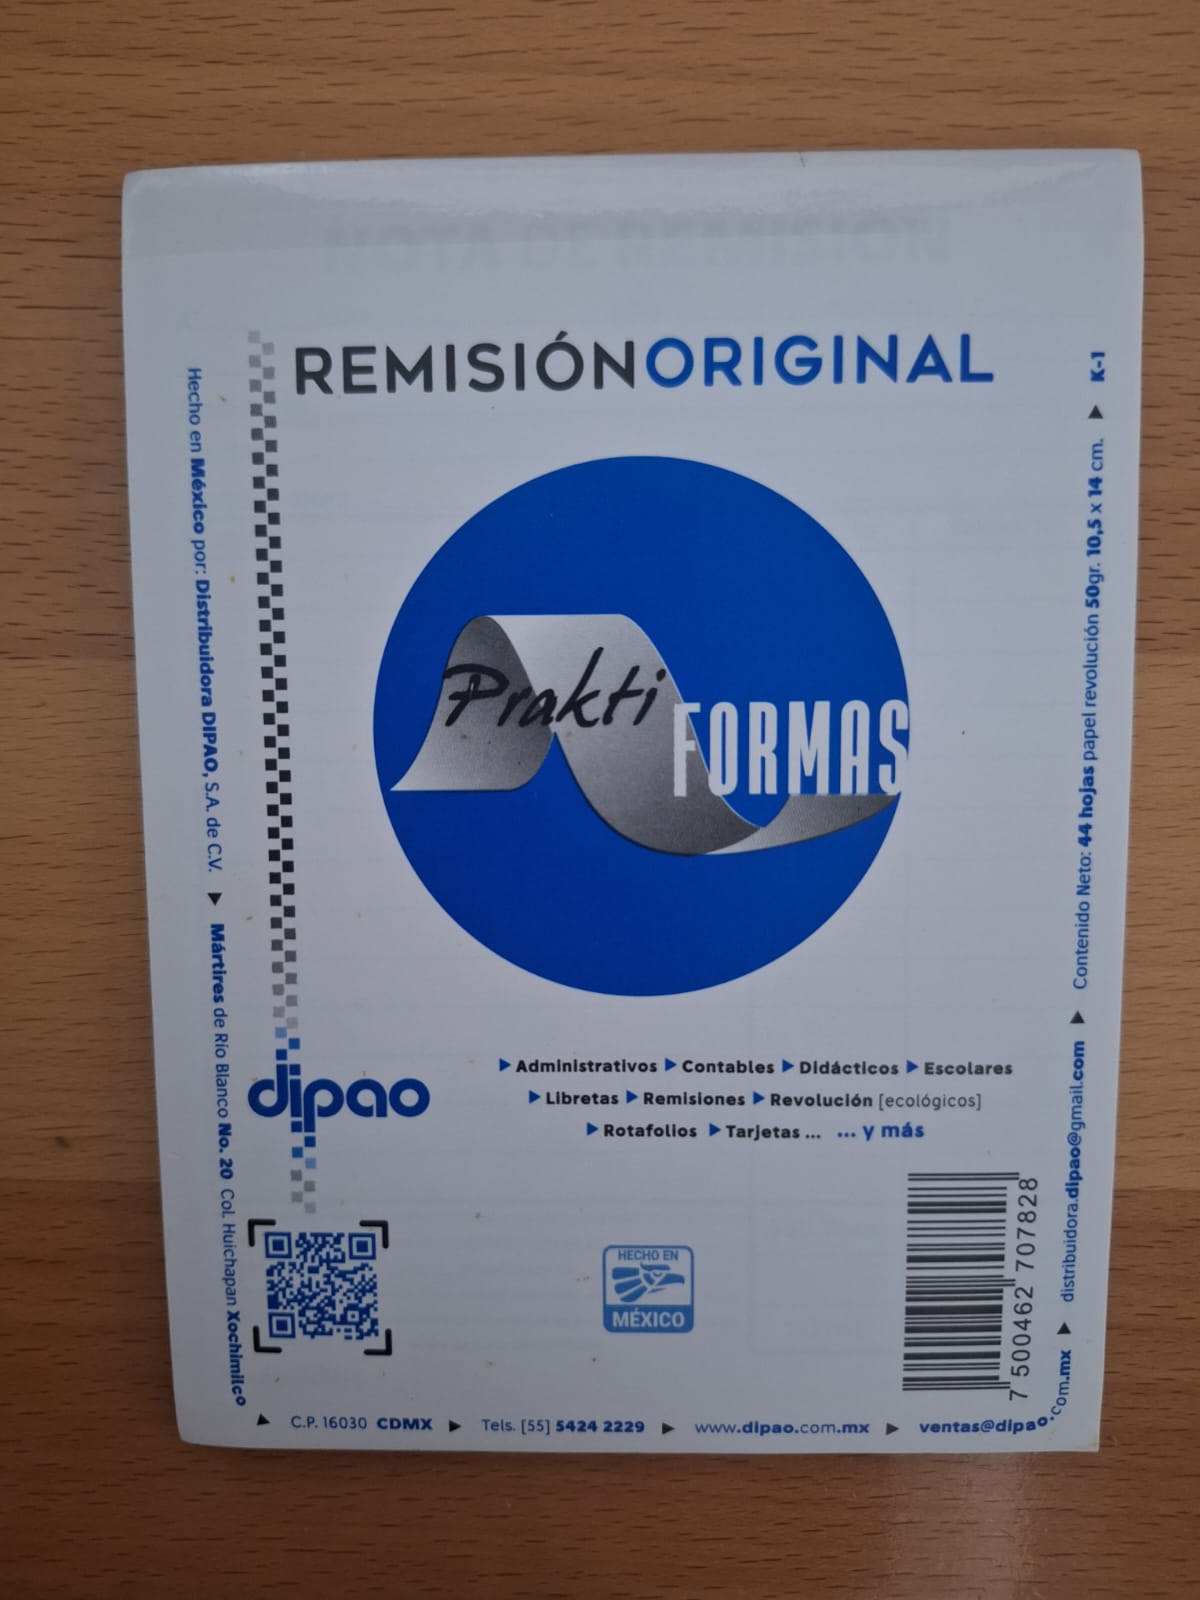 NOTA DE REMISIÓN
REMISIÓNORIGINAL
Prakti
FORMAS
▶ Administrativos ▶ Contables ▶ Didácticos ▶ Escolares
▶ Libretas ▶ Remisiones ▶ Revolución [ecológicos]
▶ Rotafolios ▶ Tarjetas ... ... y más
dipao
HECHO EN
MÉXICO
7 500462 707828
Hecho en México por: Distribuidora DIPAO, S.A. de C.V. ▶ Mártires de Río Blanco No. 20 Col. Huichapan Xochimilco
▶ C.P. 16030 CDMX ▶ Tels. [55] 5424 2229 ▶ www.dipao.com.mx ▶ ventas@dipao.com.mx ▶ distribuidora.dipao@gmail.com ▶ Contenido Neto: 44 hojas papel revolución 50gr. 10,5 x 14 cm. ▶ K-1